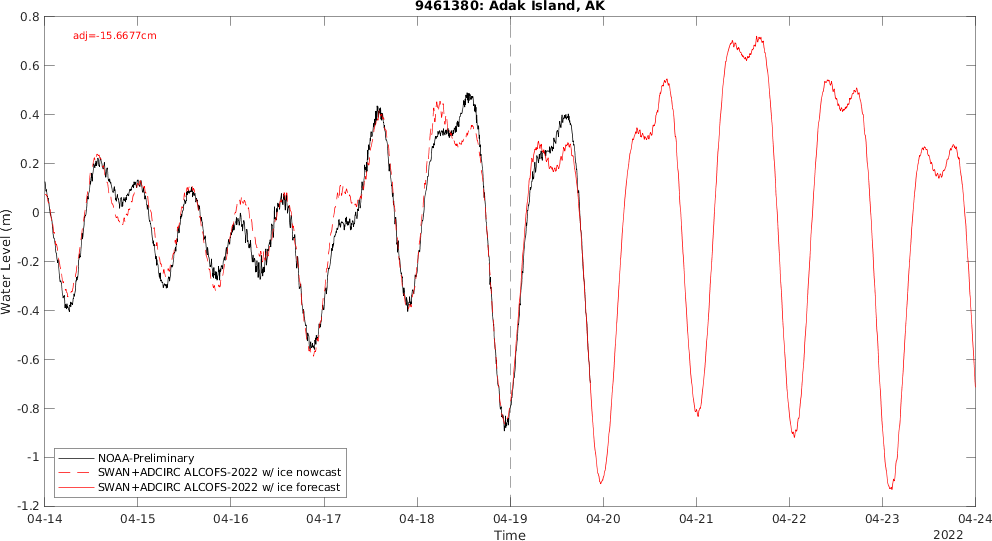 9461380: Adak Island, AK
adj=-15.6677cm
0.8
0.6
0.4
0.2
0
-0.2
-0.4
-0.6
-0.8
-1
-1.2
Water Level (m)
NOAA-Preliminary
SWAN+ADCIRC ALCOFS-2022 w/ ice nowcast
SWAN+ADCIRC ALCOFS-2022 w/ ice forecast
04-14 04-15 04-16 04-17 04-18 04-19 04-20 04-21 04-22 04-23 04-24
Time
2022